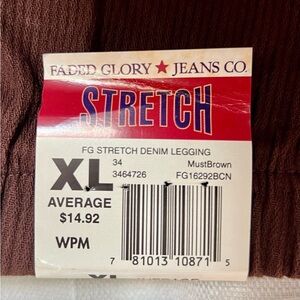 FADED GLORY ★ JEANS CO.
STRETCH
FG STRETCH DENIM LEGGING
XL 34 MustBrown
3464726 FG16292BCN
AVERAGE
$14.92
WPM
7 81013 10871 5
XL